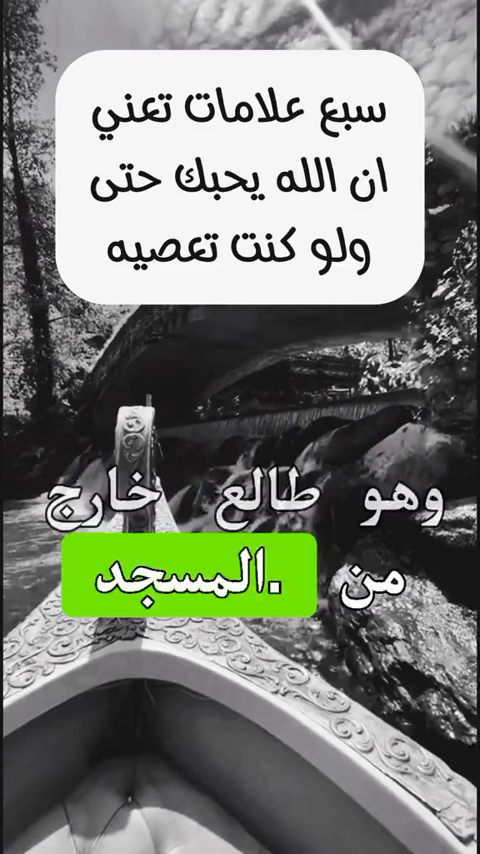 سبع علامات تعني
ان الله يحبك حتى
ولو كنت تعصيه
وهو طالع خارج
من المسجد.